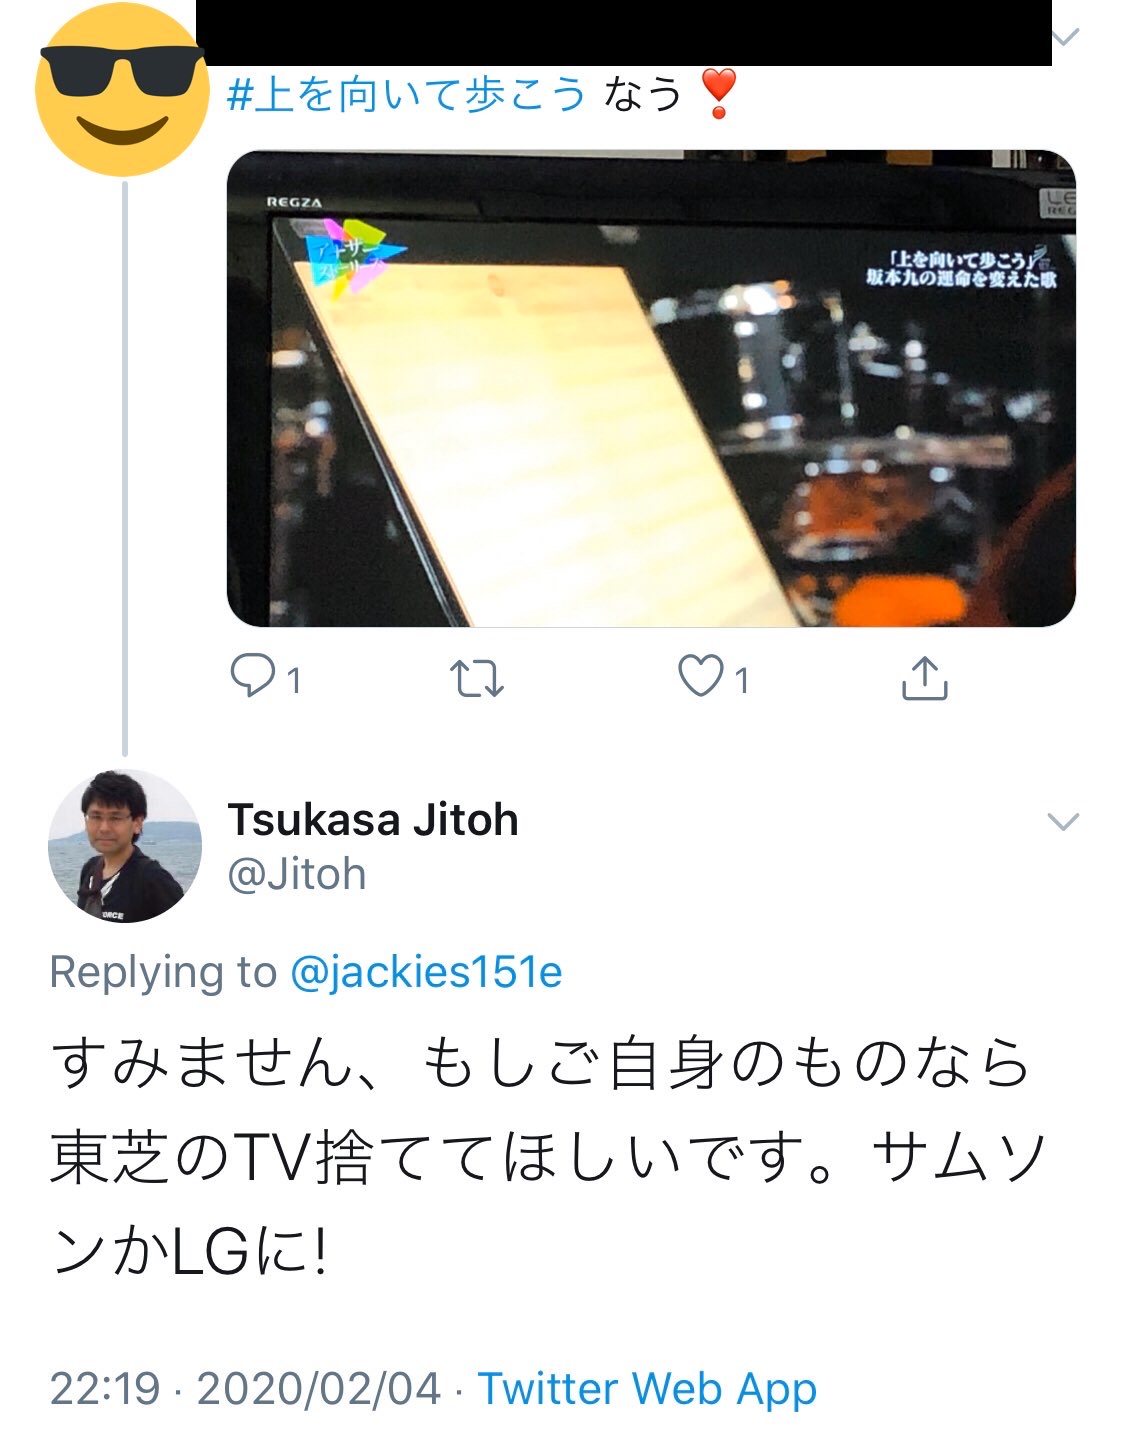 #上を向いて歩こう なう
REGZA
アナザー
ストーリーズ
「上を向いて歩こう」
坂本九の運命を変えた歌
LE
REG
1
1
Tsukasa Jitoh
@Jitoh
ORCE
Replying to @jackies151e
すみません、もしご自身のものなら
東芝のTV捨ててほしいです。サムソ
ンかLGに!
22:19 · 2020/02/04 · Twitter Web App